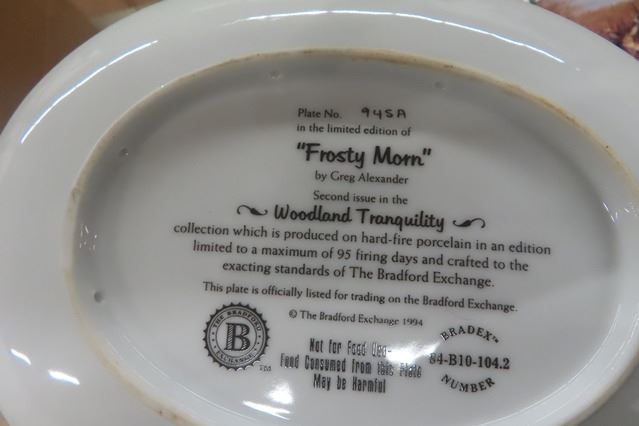 Plate No. 945A
in the limited edition of
"Frosty Morn"
by Greg Alexander
Second issue in the
Woodland Tranquility
collection which is produced on hard-fire porcelain in an edition
limited to a maximum of 95 firing days and crafted to the
exacting standards of The Bradford Exchange.
This plate is officially listed for trading on the Bradford Exchange.
© The Bradford Exchange 1994
THE BRADFORD
B
EXCHANGE
Not for Food Use-
Food Consumed from this Plate
May be Harmful
BRADEX™
84-B10-104.2
NUMBER